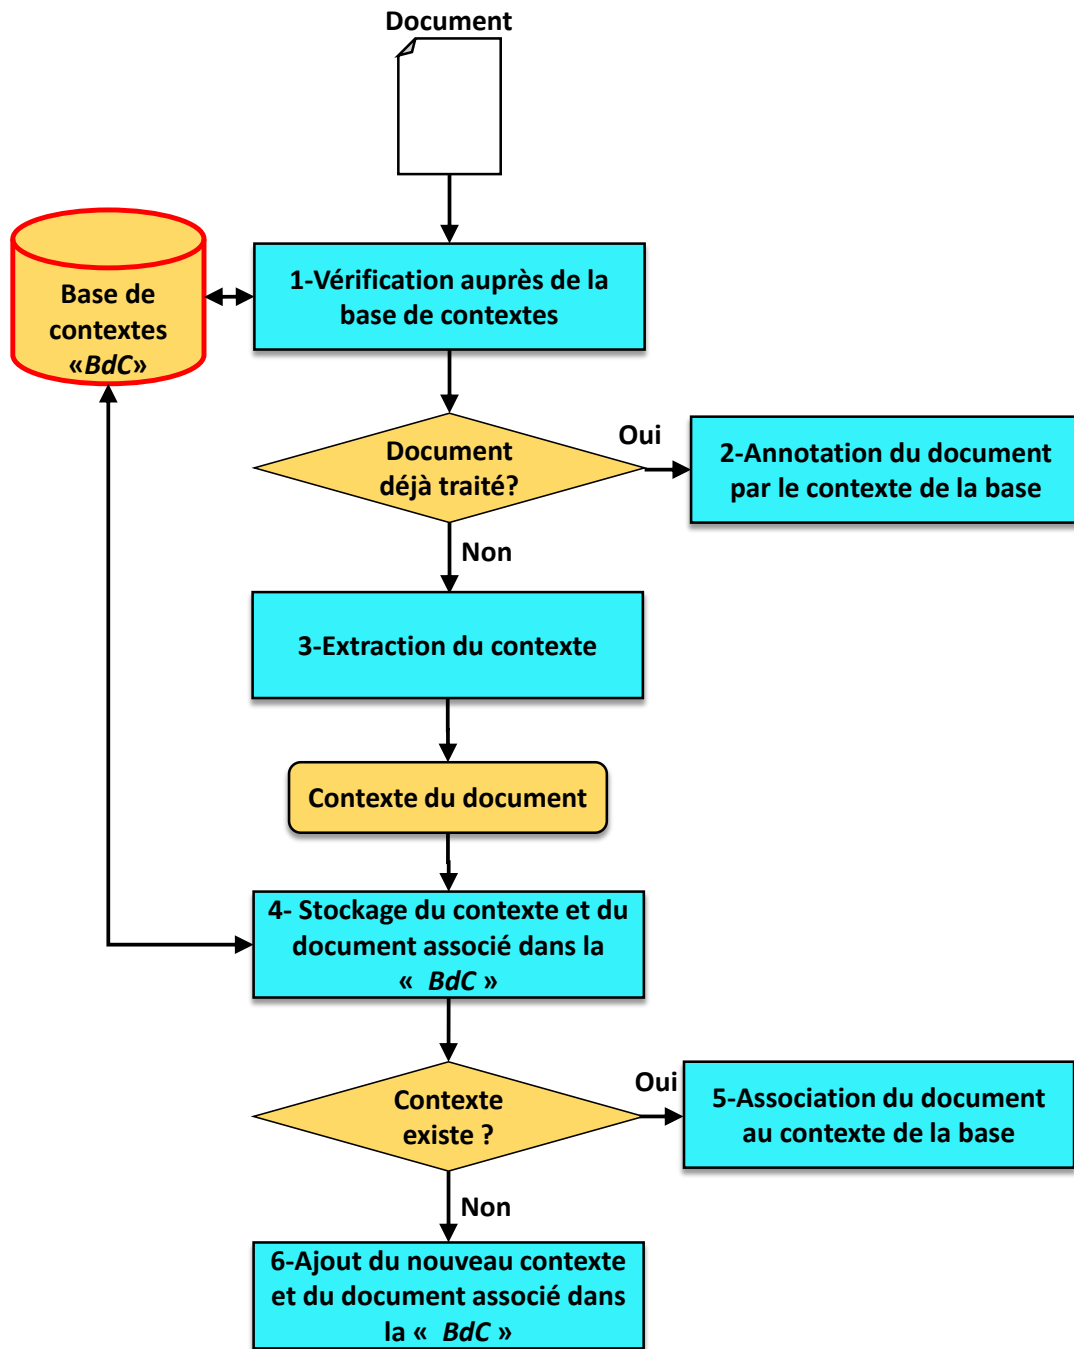 Document
1-Vérification auprès de la
base de contextes
Base de
contextes
«BdC»
Document
déjà traité?
Oui
2-Annotation du document
par le contexte de la base
Non
3-Extraction du contexte
Contexte du document
4- Stockage du contexte et du
document associé dans la
«  BdC »
Contexte
existe ?
Oui
5-Association du document
au contexte de la base
Non
6-Ajout du nouveau contexte
et du document associé dans
la «  BdC »